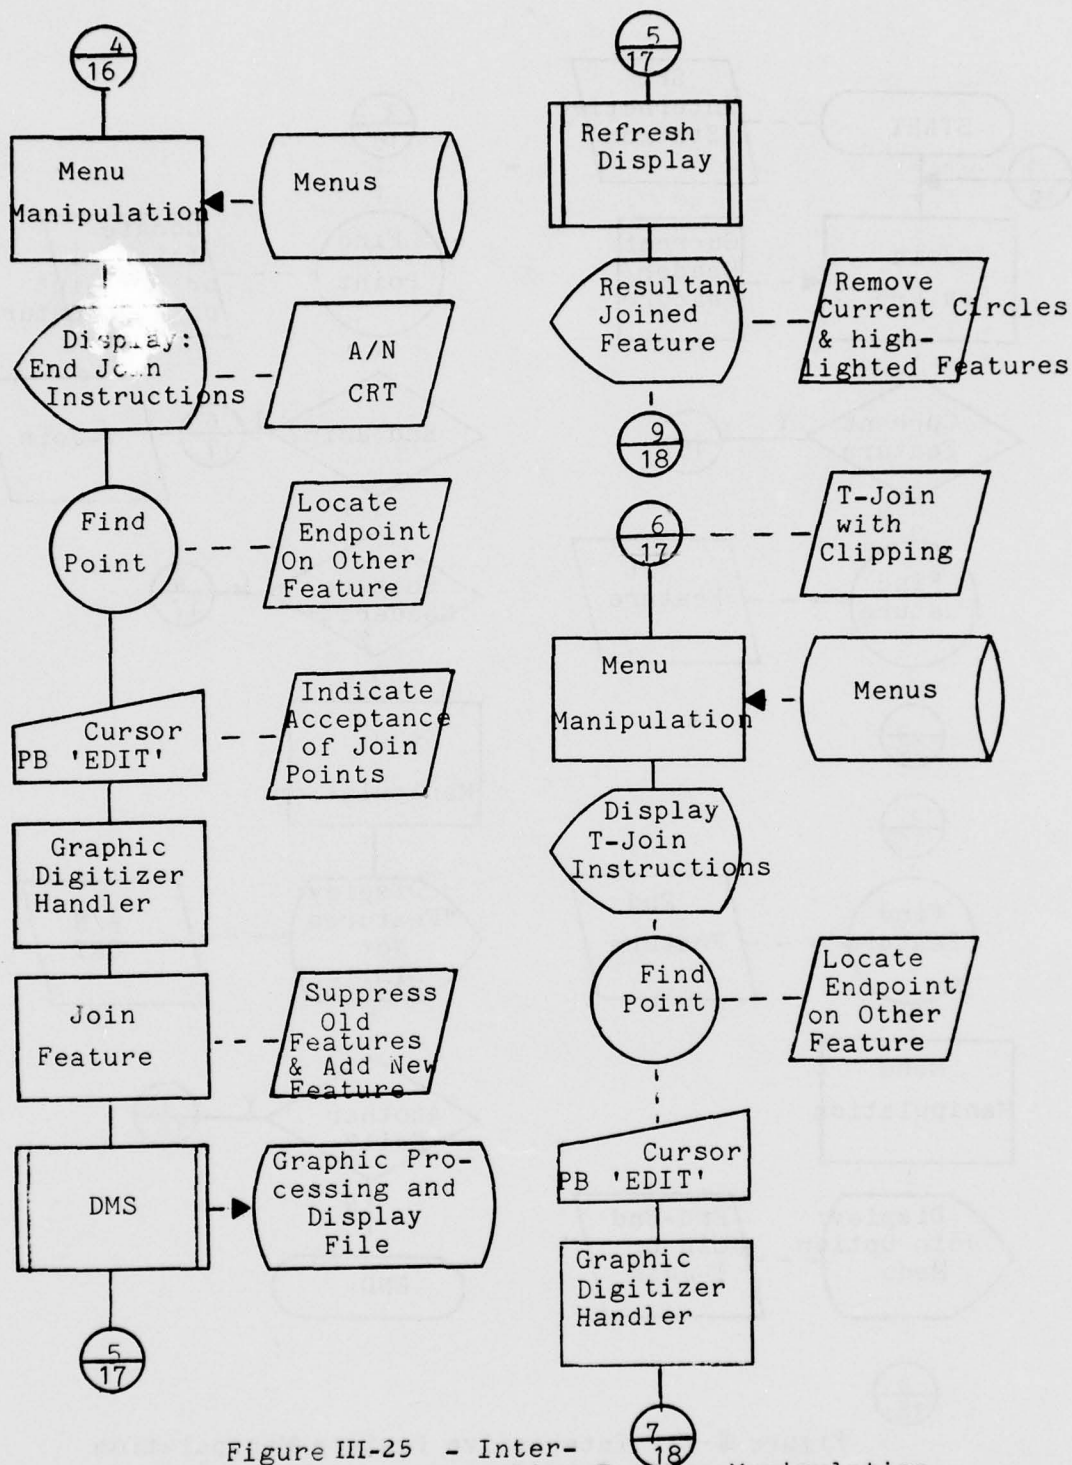 4
16
Menu
Manipulation
Menus
Display:
End Join
Instructions
A/N
CRT
Find
Point
Locate
Endpoint
On Other
Feature
Cursor
PB 'EDIT'
Indicate
Acceptance
of Join
Points
Graphic
Digitizer
Handler
Join
Feature
Suppress
Old
Features
& Add New
Feature
DMS
Graphic Pro-
cessing and
Display
File
5
17
5
17
Refresh
Display
Resultant
Joined
Feature
Remove
Current Circles
& high-
lighted Features
9
18
6
17
T-Join
with
Clipping
Menu
Manipulation
Menus
Display
T-Join
Instructions
Find
Point
Locate
Endpoint
on Other
Feature
Cursor
PB 'EDIT'
Graphic
Digitizer
Handler
7
18
Figure III-25 - Inter-